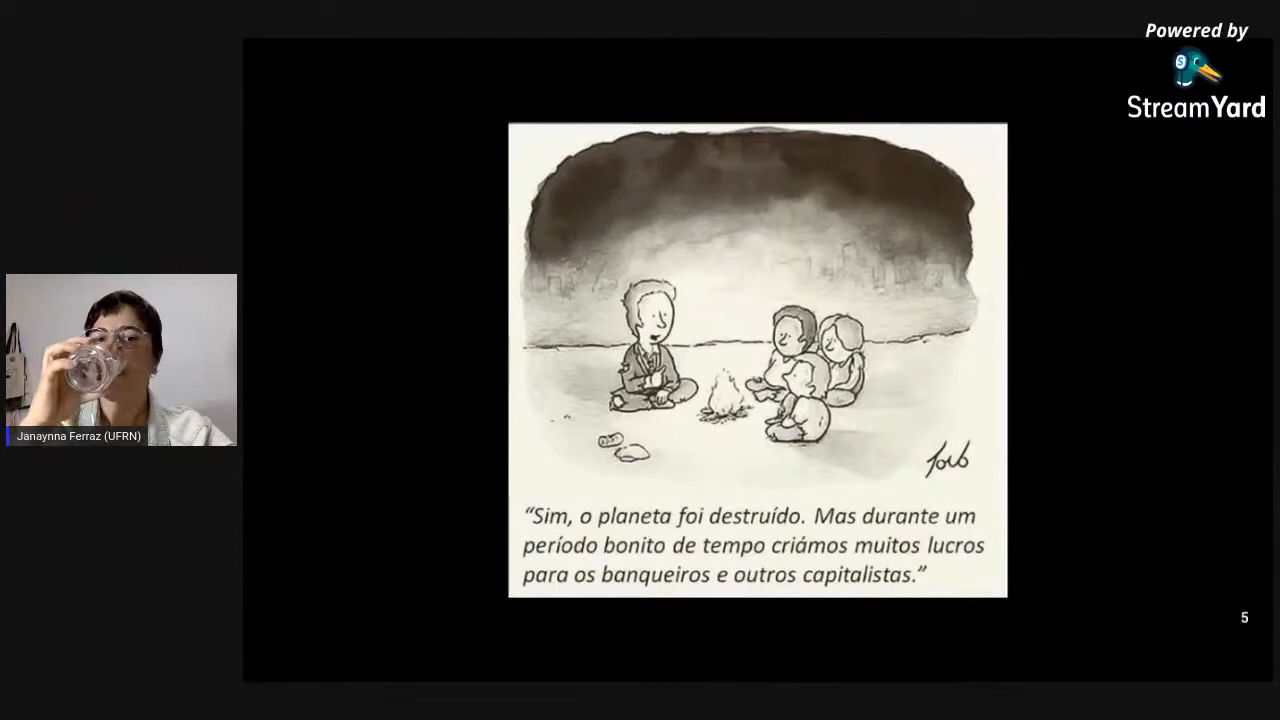 Powered by
StreamYard
Janaynna Ferraz (UFRN)
“Sim, o planeta foi destruído. Mas durante um
período bonito de tempo criámos muitos lucros
para os banqueiros e outros capitalistas.”
5